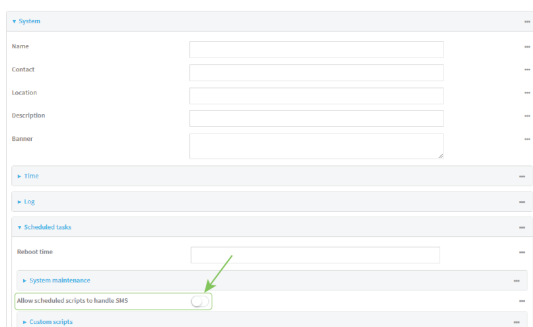 System
Name
Contact
Location
Description
Banner
Time
Log
Scheduled tasks
Reboot time
System maintenance
Allow scheduled scripts to handle SMS
Custom scripts